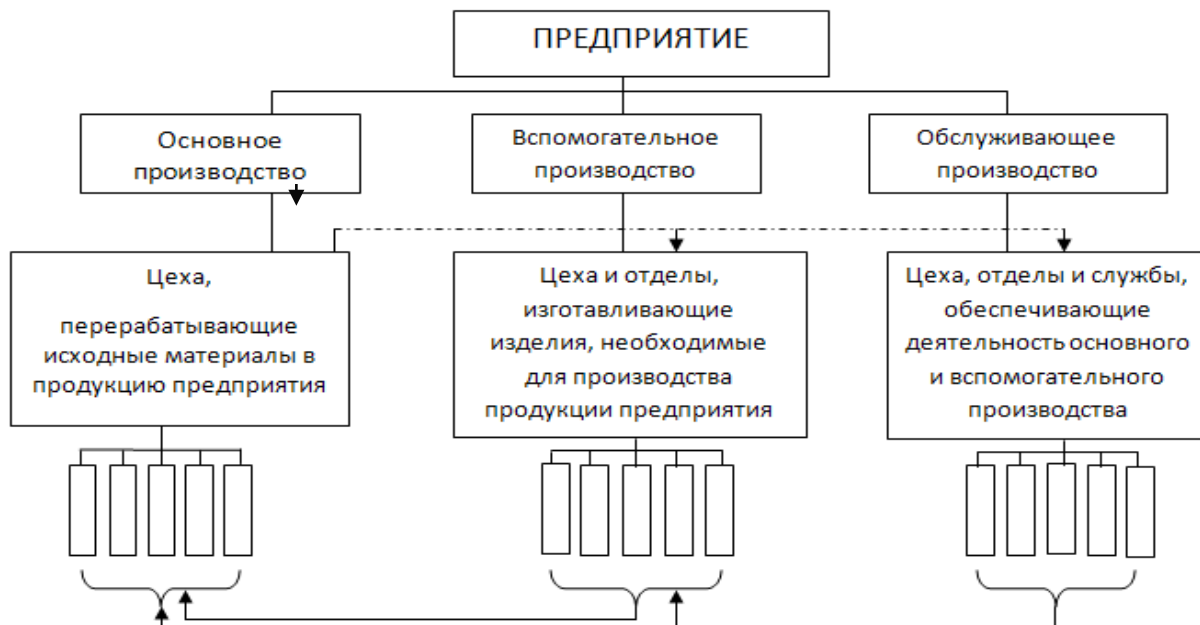 ПРЕДПРИЯТИЕ
Основное
производство
Вспомогательное
производство
Обслуживающее
производство
Цеха,
перерабатывающие
исходные материалы в
продукцию предприятия
Цеха и отделы,
изготавливающие
изделия, необходимые
для производства
продукции предприятия
Цеха, отделы и службы,
обеспечивающие
деятельность основного
и вспомогательного
производства